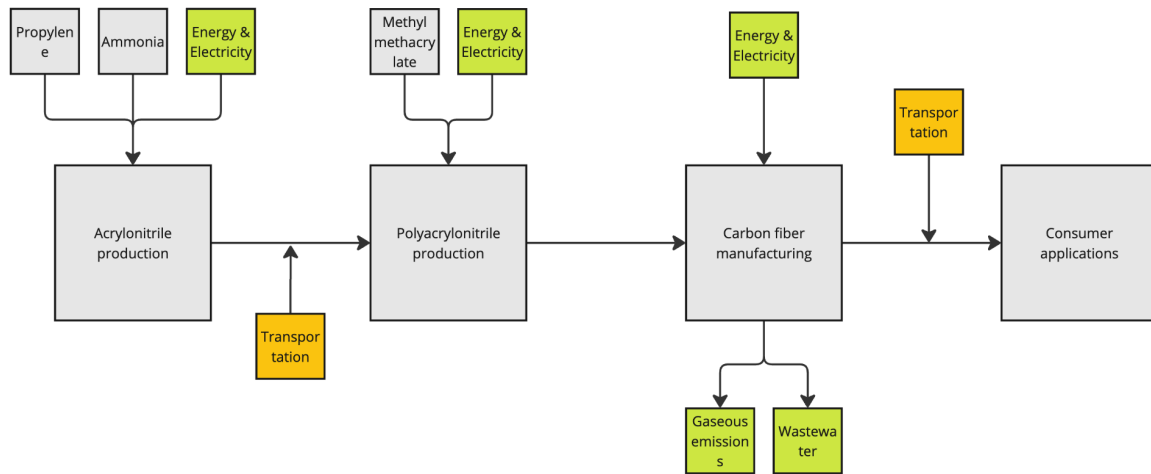 Propylen
e
Ammonia
Energy &
Electricity
Methyl
methacry
late
Energy &
Electricity
Energy &
Electricity
Transpor
tation
Acrylonitrile
production
Polyacrylonitrile
production
Carbon fiber
manufacturing
Consumer
applications
Transpor
tation
Gaseous
emission
s
Wastewa
ter